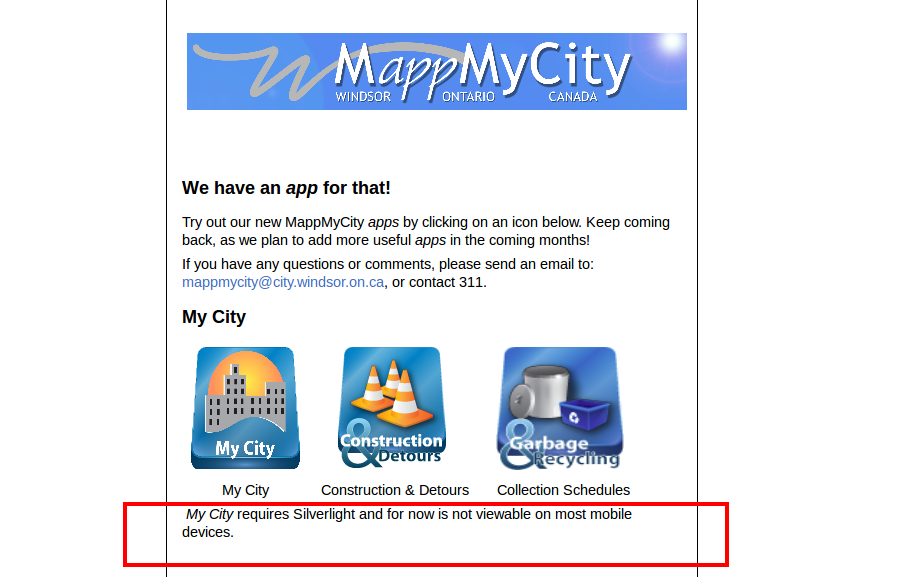 MappMyCity
WINDSOR ONTARIO CANADA
We have an app for that!
Try out our new MappMyCity apps by clicking on an icon below. Keep coming
back, as we plan to add more useful apps in the coming months!
If you have any questions or comments, please send an email to:
mappmycity@city.windsor.on.ca, or contact 311.
My City
My City
Construction
& Detours
Garbage
& Recycling
My City Construction & Detours Collection Schedules
My City requires Silverlight and for now is not viewable on most mobile
devices.